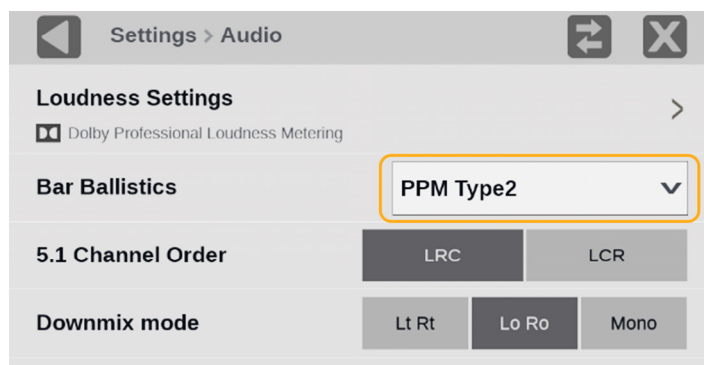 Settings > Audio
Loudness Settings >
Dolby Professional Loudness Metering
Bar Ballistics PPM Type2
5.1 Channel Order LRC LCR
Downmix mode Lt Rt Lo Ro Mono